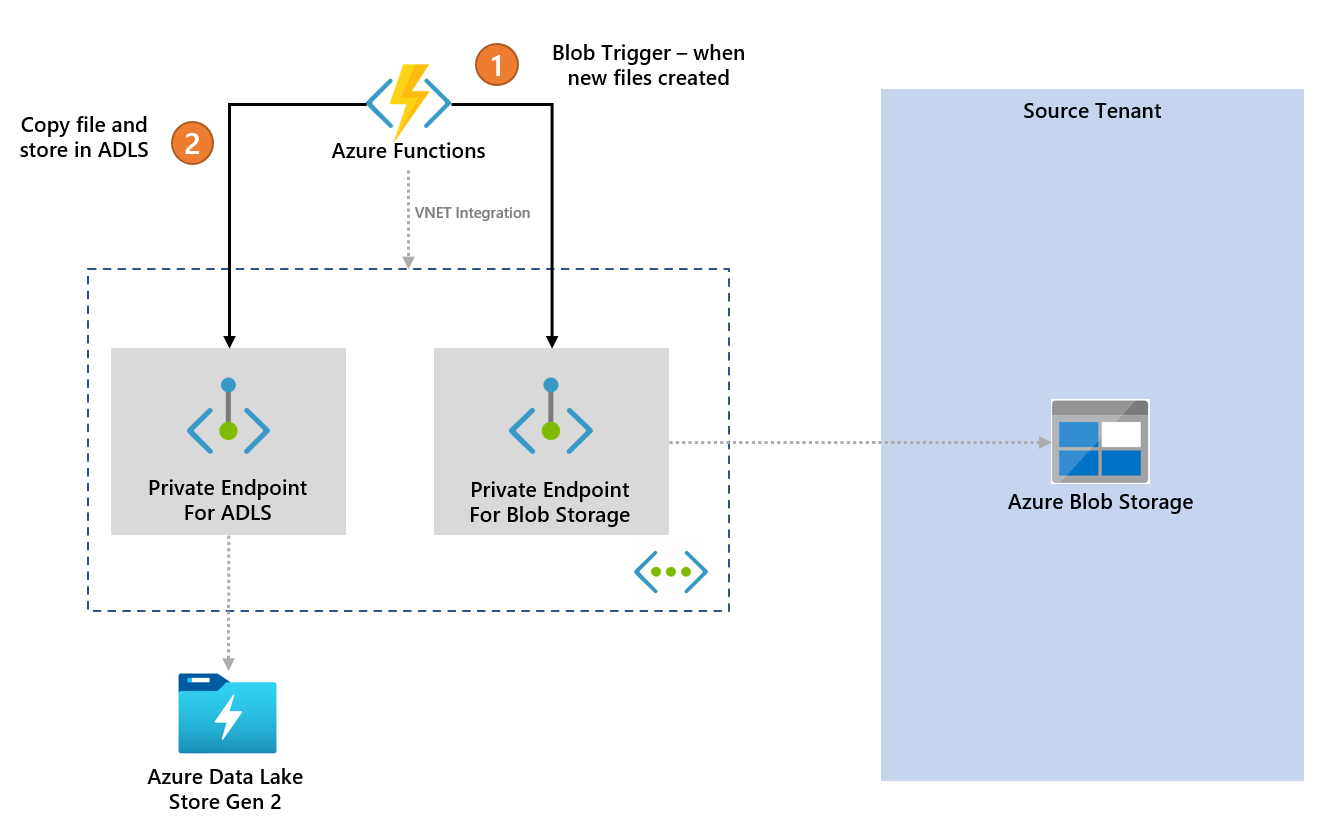 1
Blob Trigger – when
new files created
Source Tenant
Copy file and
store in ADLS
2
Azure Functions
VNET Integration
Private Endpoint
For ADLS
Private Endpoint
For Blob Storage
Azure Blob Storage
Azure Data Lake
Store Gen 2